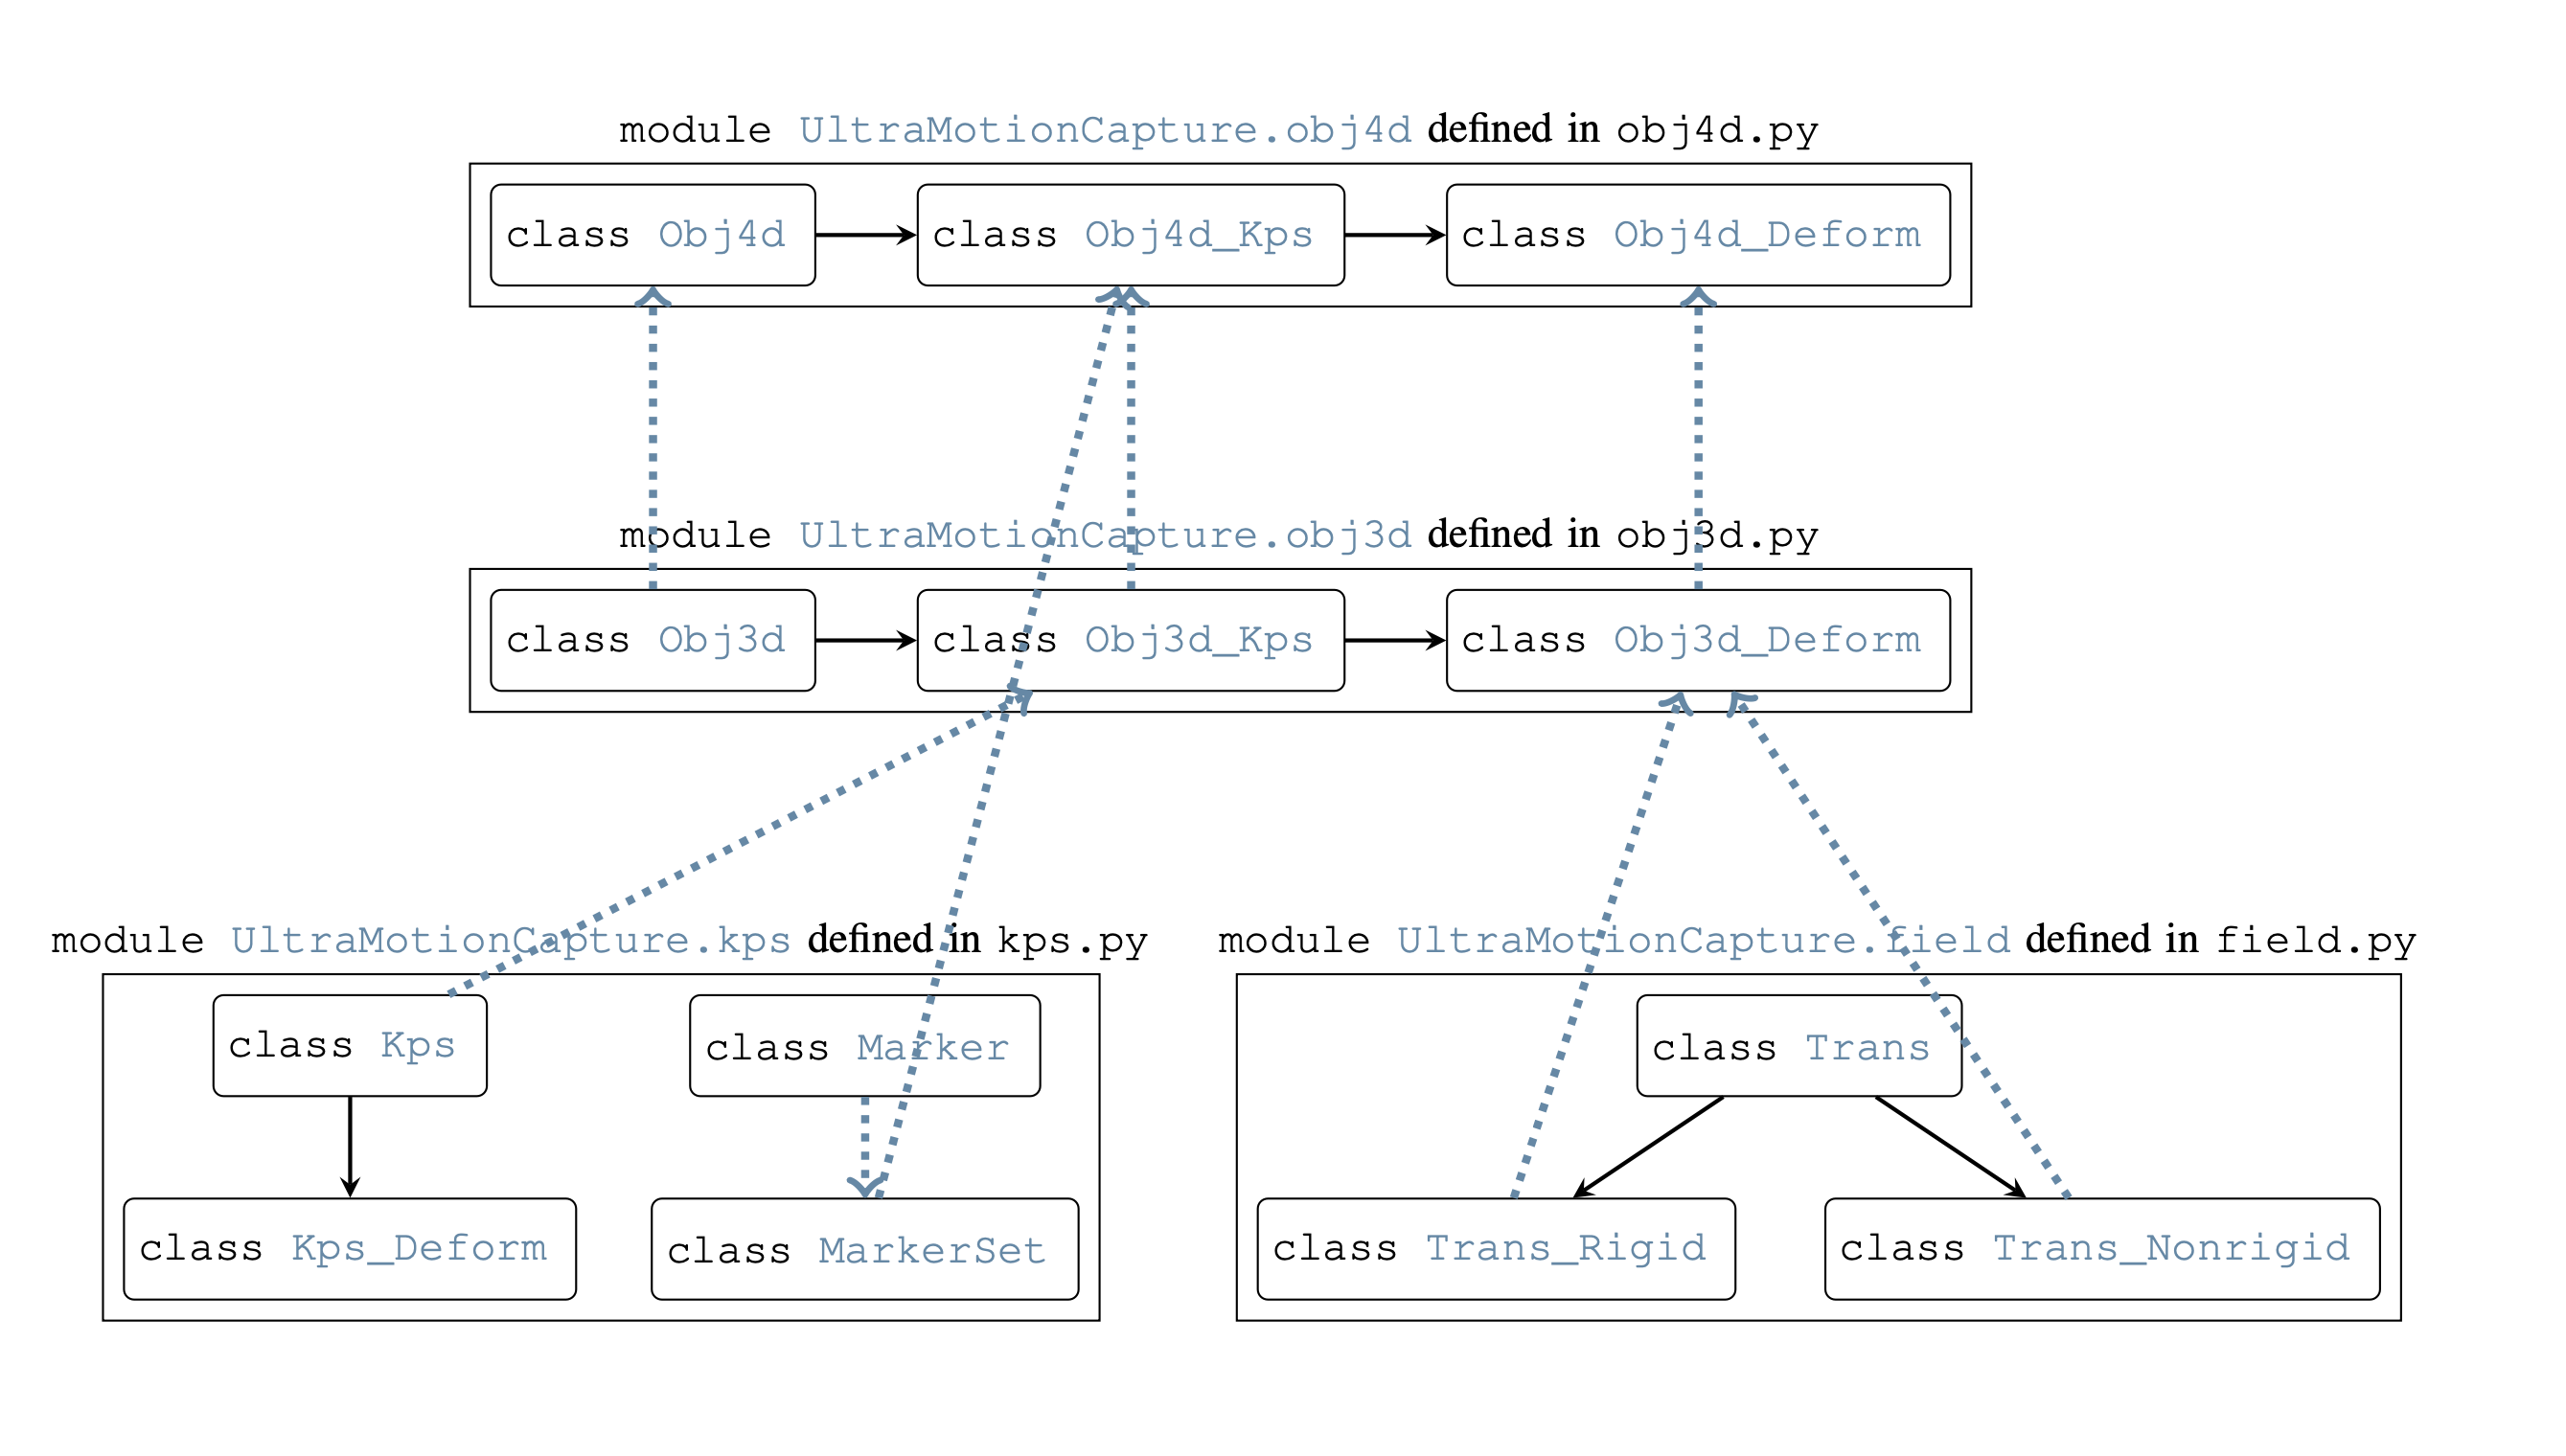 module UltraMotionCapture.obj4d defined in obj4d.py
class Obj4d
class Obj4d_Kps
class Obj4d_Deform
module UltraMotionCapture.obj3d defined in obj3d.py
class Obj3d
class Obj3d_Kps
class Obj3d_Deform
module UltraMotionCapture.kps defined in kps.py
class Kps
class Marker
class Kps_Deform
class MarkerSet
module UltraMotionCapture.field defined in field.py
class Trans
class Trans_Rigid
class Trans_Nonrigid